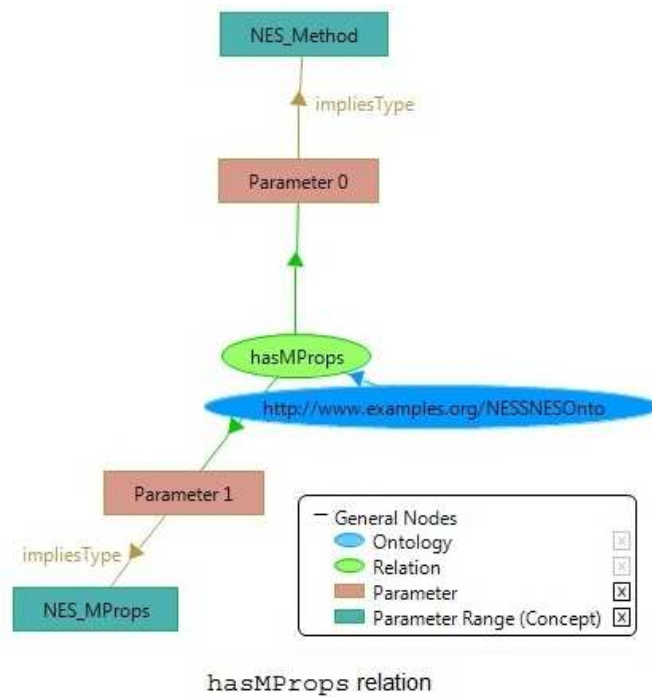 NES_Method
impliesType
Parameter 0
hasMProps
http://www.examples.org/NESSNESOnto
Parameter 1
impliesType
NES_MProps
− General Nodes
Ontology x
Relation x
Parameter x
Parameter Range (Concept) x
hasMProps relation